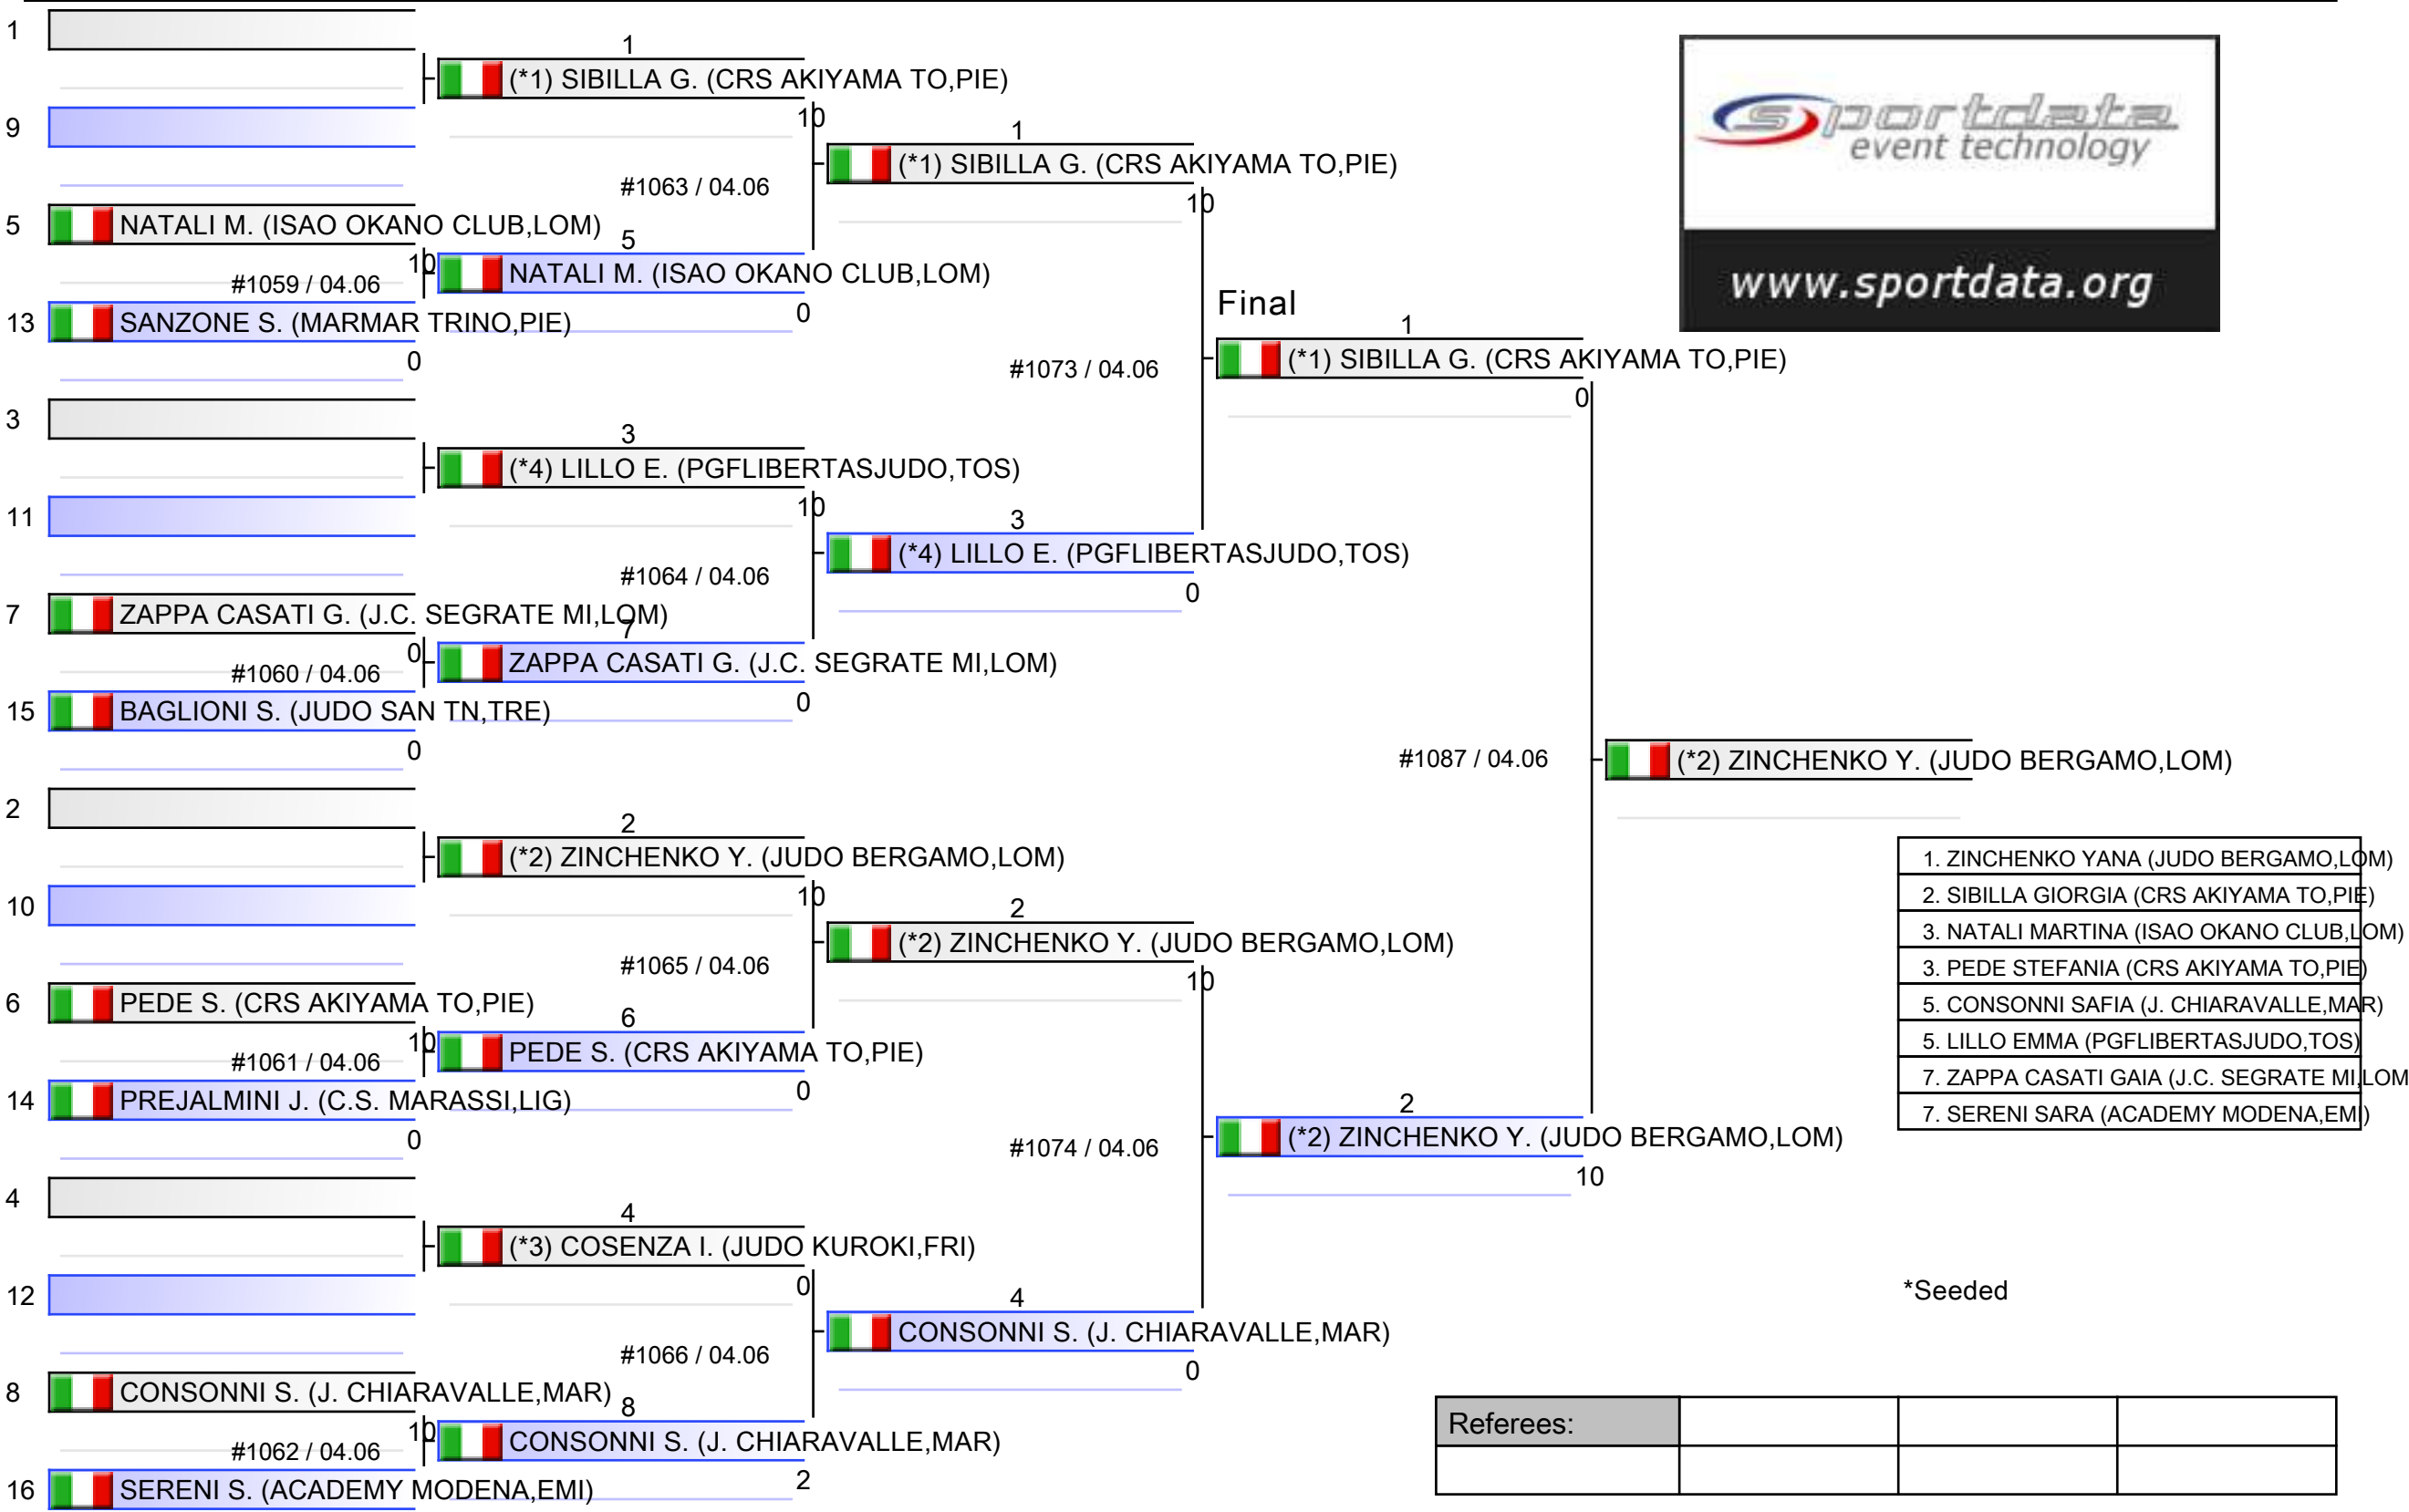 1
1
(*1) SIBILLA G. (CRS AKIYAMA TO,PIE)
10
9
1
(*1) SIBILLA G. (CRS AKIYAMA TO,PIE)
#1063 / 04.06
10
5
NATALI M. (ISAO OKANO CLUB,LOM)
5
10
NATALI M. (ISAO OKANO CLUB,LOM)
#1059 / 04.06
0
13
SANZONE S. (MARMAR TRINO,PIE)
0
Final
1
(*1) SIBILLA G. (CRS AKIYAMA TO,PIE)
#1073 / 04.06
0
3
3
(*4) LILLO E. (PGFLIBERTASJUDO,TOS)
10
11
3
(*4) LILLO E. (PGFLIBERTASJUDO,TOS)
#1064 / 04.06
0
7
ZAPPA CASATI G. (J.C. SEGRATE MI,LOM)
7
0
ZAPPA CASATI G. (J.C. SEGRATE MI,LOM)
#1060 / 04.06
0
15
BAGLIONI S. (JUDO SAN TN,TRE)
0
#1087 / 04.06
(*2) ZINCHENKO Y. (JUDO BERGAMO,LOM)
2
2
(*2) ZINCHENKO Y. (JUDO BERGAMO,LOM)
10
10
2
(*2) ZINCHENKO Y. (JUDO BERGAMO,LOM)
#1065 / 04.06
10
6
PEDE S. (CRS AKIYAMA TO,PIE)
6
10
PEDE S. (CRS AKIYAMA TO,PIE)
#1061 / 04.06
0
14
PREJALMINI J. (C.S. MARASSI,LIG)
0
2
(*2) ZINCHENKO Y. (JUDO BERGAMO,LOM)
#1074 / 04.06
10
4
4
(*3) COSENZA I. (JUDO KUROKI,FRI)
0
12
4
CONSONNI S. (J. CHIARAVALLE,MAR)
#1066 / 04.06
0
8
CONSONNI S. (J. CHIARAVALLE,MAR)
8
10
CONSONNI S. (J. CHIARAVALLE,MAR)
#1062 / 04.06
2
16
SERENI S. (ACADEMY MODENA,EMI)
sportdata
event technology
www.sportdata.org
1. ZINCHENKO YANA (JUDO BERGAMO,LOM)
2. SIBILLA GIORGIA (CRS AKIYAMA TO,PIE)
3. NATALI MARTINA (ISAO OKANO CLUB,LOM)
3. PEDE STEFANIA (CRS AKIYAMA TO,PIE)
5. CONSONNI SAFIA (J. CHIARAVALLE,MAR)
5. LILLO EMMA (PGFLIBERTASJUDO,TOS)
7. ZAPPA CASATI GAIA (J.C. SEGRATE MI,LOM
7. SERENI SARA (ACADEMY MODENA,EMI)
*Seeded
Referees: